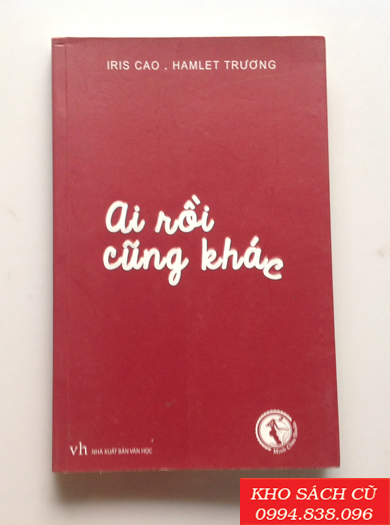 IRIS CAO . HAMLET TRƯƠNG
Ai rồi
cũng khác
vh NHÀ XUẤT BẢN VĂN HỌC
KHO SÁCH CŨ
0994.838.096